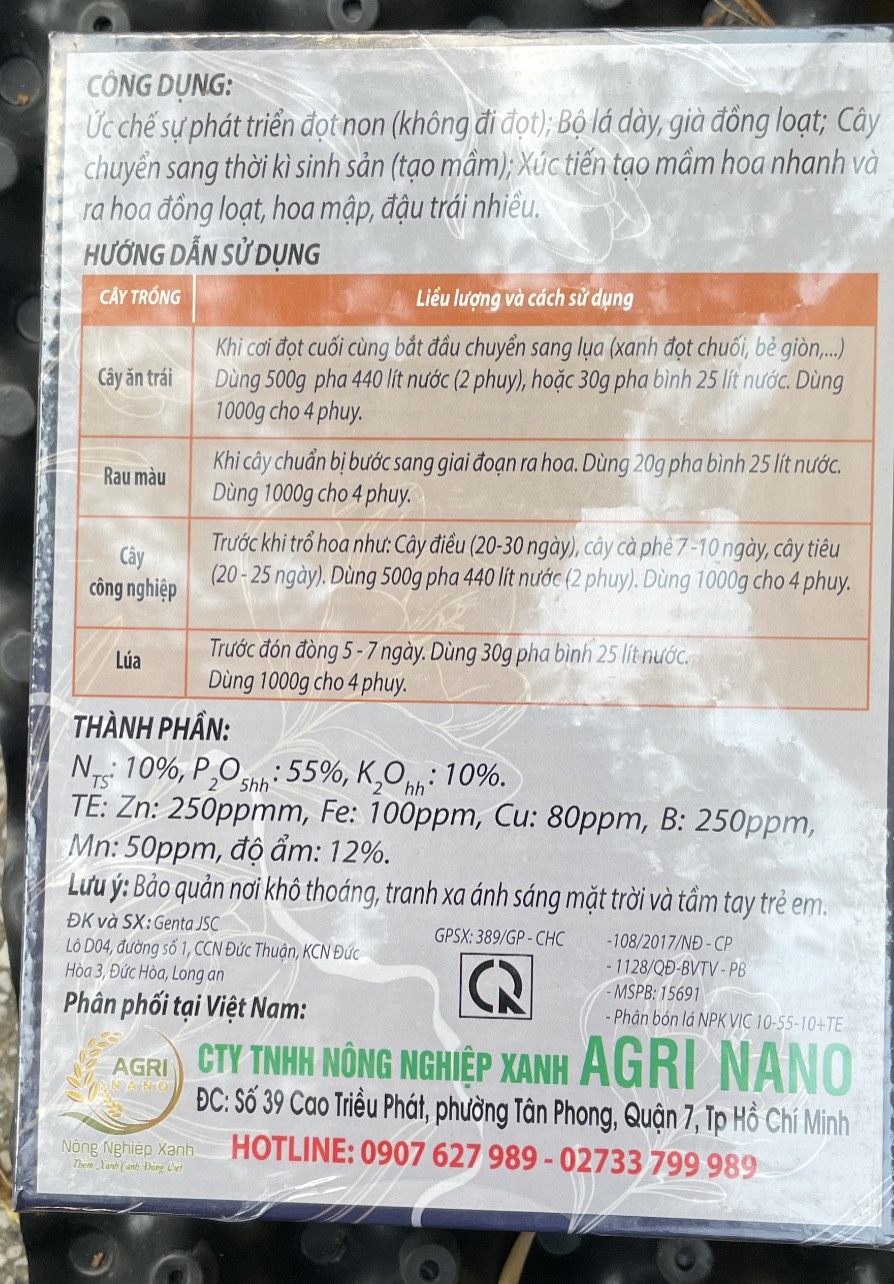 CÔNG DỤNG:
Ức chế sự phát triển đọt non (không đi đọt); Bộ lá dày, già đồng loạt; Cây
chuyển sang thời kì sinh sản (tạo mầm); Xúc tiến tạo mầm hoa nhanh và
ra hoa đồng loạt, hoa mập, đậu trái nhiều.
HƯỚNG DẪN SỬ DỤNG
CÂY TRỒNG
Liều lượng và cách sử dụng
Cây ăn trái
Khi cơi đọt cuối cùng bắt đầu chuyển sang lụa (xanh đọt chuối, bẻ giòn,...)
Dùng 500g pha 440 lít nước (2 phuy), hoặc 30g pha bình 25 lít nước. Dùng
1000g cho 4 phuy.
Rau màu
Khi cây chuẩn bị bước sang giai đoạn ra hoa. Dùng 20g pha bình 25 lít nước.
Dùng 1000g cho 4 phuy.
Cây
công nghiệp
Trước khi trổ hoa như: Cây điều (20-30 ngày), cây cà phê 7-10 ngày, cây tiêu
(20-25 ngày). Dùng 500g pha 440 lít nước (2 phuy). Dùng 1000g cho 4 phuy.
Lúa
Trước đón đòng 5-7 ngày. Dùng 30g pha bình 25 lít nước.
Dùng 1000g cho 4 phuy.
THÀNH PHẦN:
N_TS: 10%, P₂O₅hh: 55%, K₂Ohh: 10%.
TE: Zn: 250ppmm, Fe: 100ppm, Cu: 80ppm, B: 250ppm,
Mn: 50ppm, độ ẩm: 12%.
Lưu ý: Bảo quản nơi khô thoáng, tranh xa ánh sáng mặt trời và tầm tay trẻ em.
ĐK và SX: Genta JSC
Lô D04, đường số 1, CCN Đức Thuận, KCN Đức
Hòa 3, Đức Hòa, Long an
GPSX: 389/GP - CHC
-108/2017/NĐ - CP
- 1128/QĐ-BVTV - PB
- MSPB: 15691
- Phân bón lá NPK VIC 10-55-10+TE
Phân phối tại Việt Nam:
AGRI
NANO
Nông Nghiệp Xanh
Thêm Xanh Cánh Đồng Việt
CTY TNHH NÔNG NGHIỆP XANH AGRI NANO
ĐC: Số 39 Cao Triều Phát, phường Tân Phong, Quận 7, Tp Hồ Chí Minh
HOTLINE: 0907 627 989 - 02733 799 989